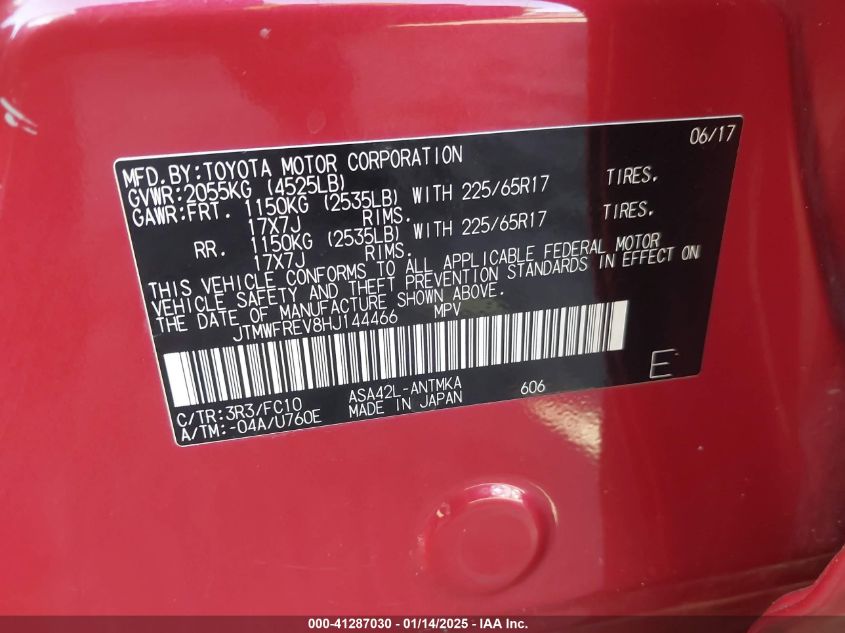 06/17
MFD.BY:TOYOTA MOTOR CORPORATION
GVWR:2055KG (4525LB)
GAWR:FRT. 1150KG (2535LB) WITH 225/65R17 TIRES.
17X7J RIMS.
RR. 1150KG (2535LB) WITH 225/65R17 TIRES.
17X7J RIMS.
THIS VEHICLE CONFORMS TO ALL APPLICABLE FEDERAL MOTOR
VEHICLE SAFETY AND THEFT PREVENTION STANDARDS IN EFFECT ON
THE DATE OF MANUFACTURE SHOWN ABOVE.
JTMWFREV8HJ144466 MPV
C/TR:3R3/FC10 ASA42L-ANTMKA 606 E
A/TM:-04A/U760E MADE IN JAPAN
000-41287030 - 01/14/2025 - IAA Inc.